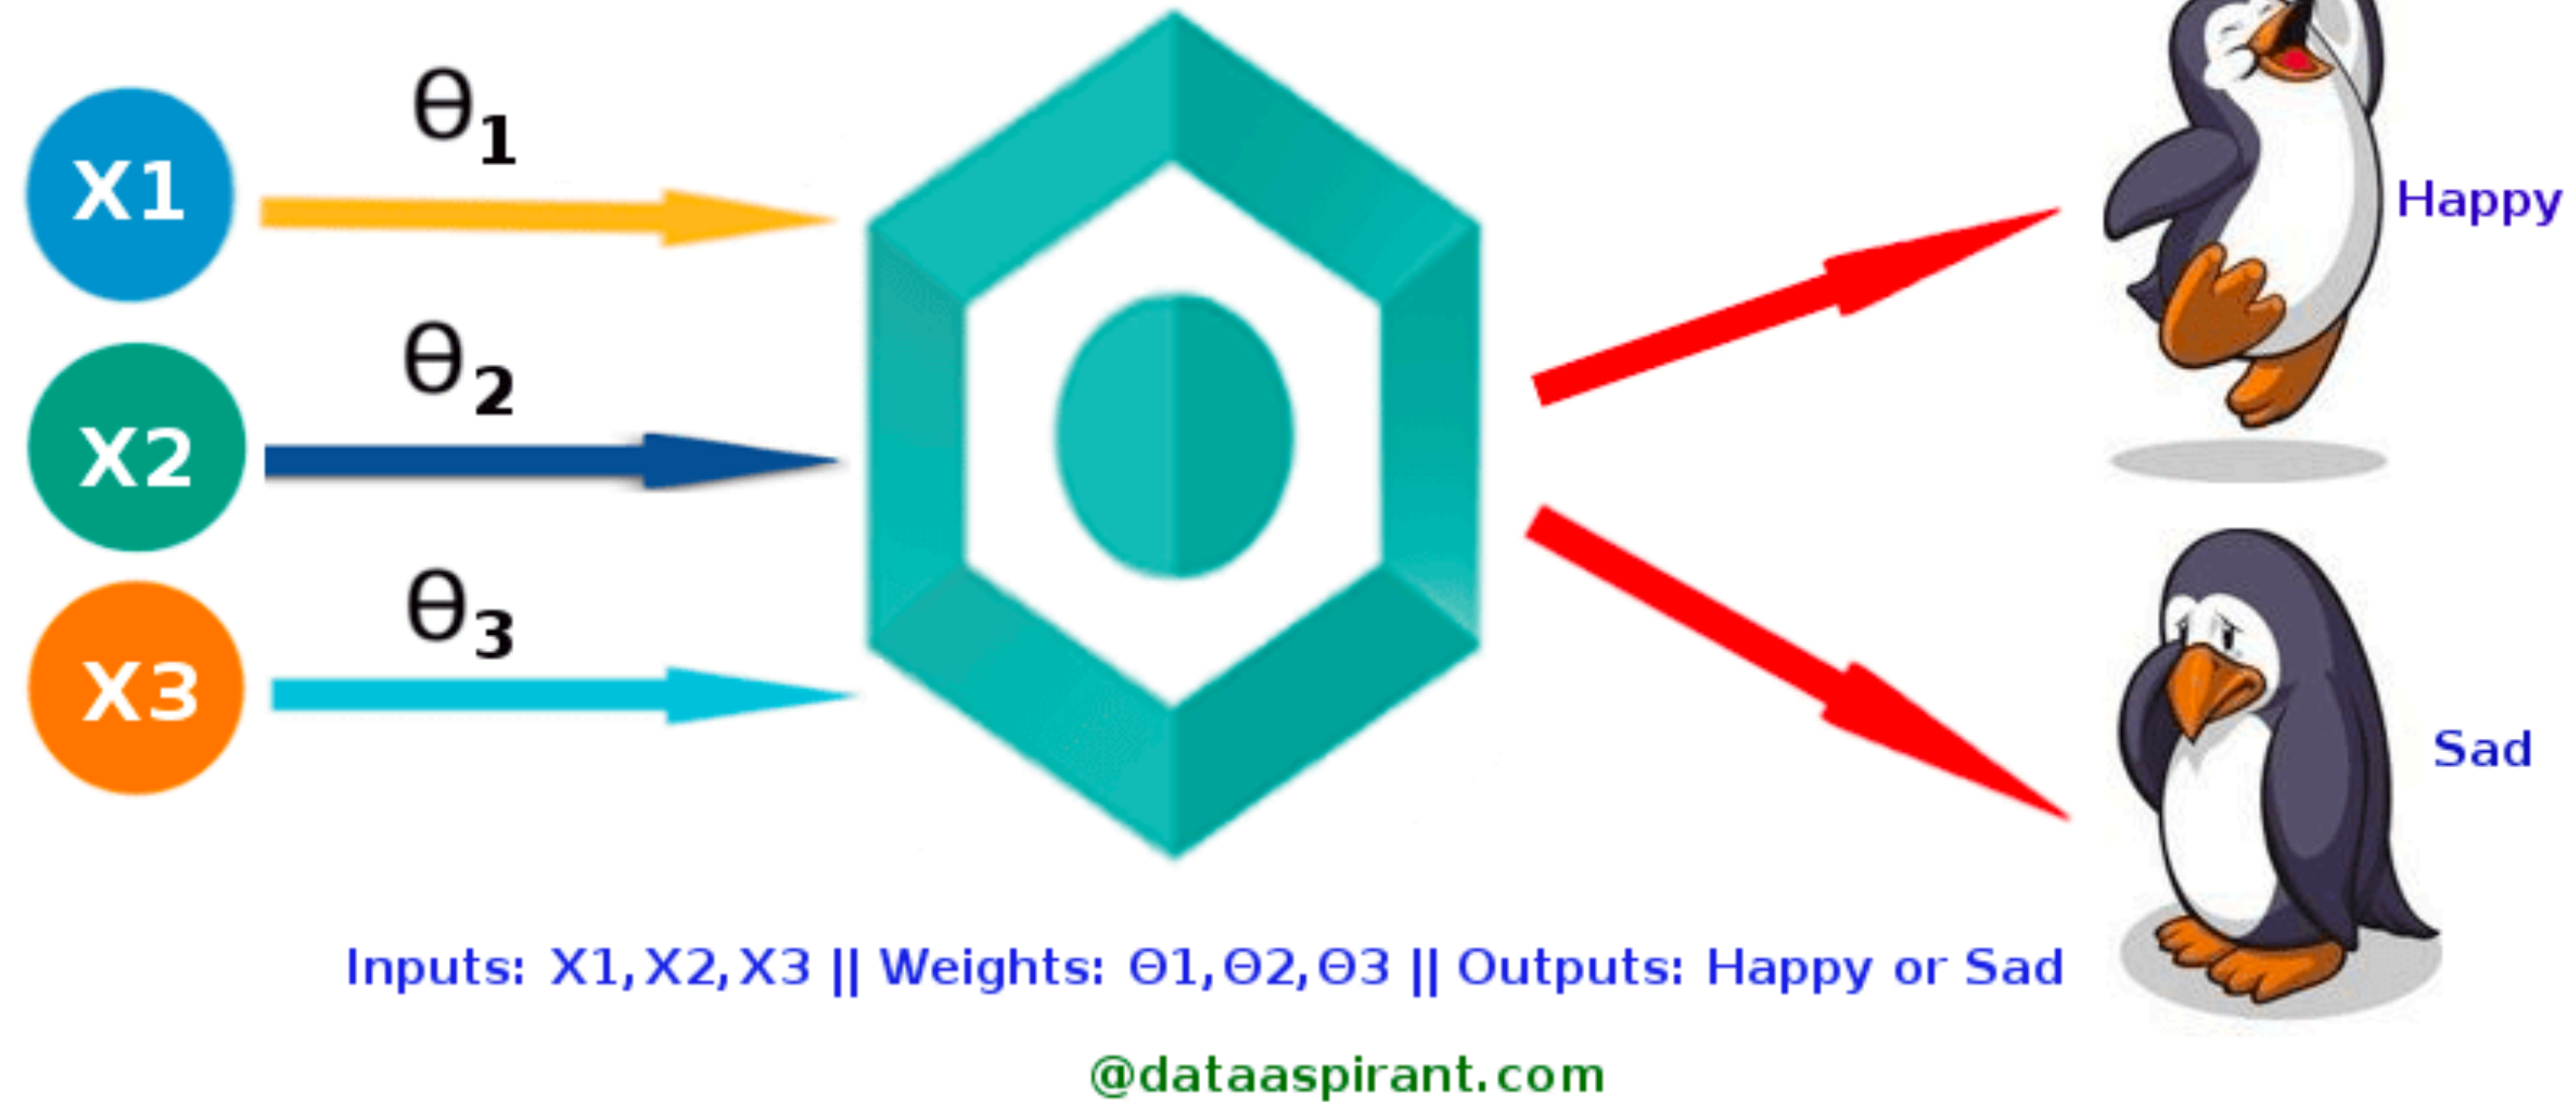 X1
θ1
X2
θ2
X3
θ3
Happy
Sad
Inputs: X1,X2,X3 || Weights: Θ1,Θ2,Θ3 || Outputs: Happy or Sad
@dataaspirant.com